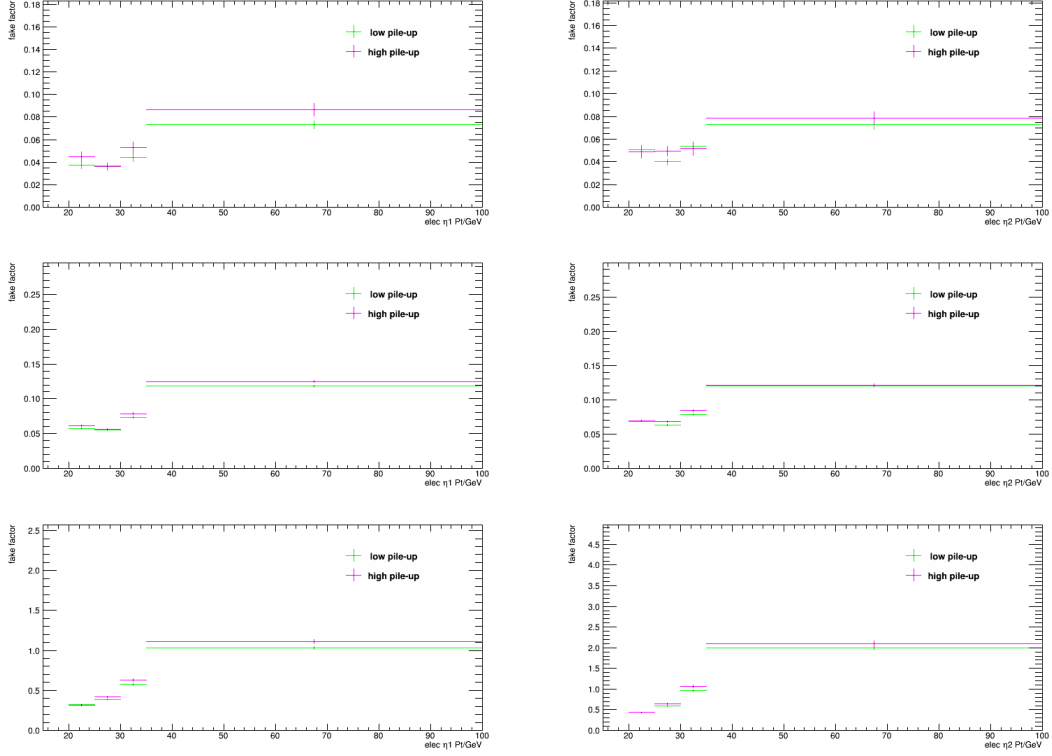 fake factor
0.18
0.16
0.14
0.12
0.10
0.08
0.06
0.04
0.02
0.00
low pile-up
high pile-up
20 30 40 50 60 70 80 90 100
elec η1 Pt/GeV
fake factor
0.18
0.16
0.14
0.12
0.10
0.08
0.06
0.04
0.02
0.00
low pile-up
high pile-up
20 30 40 50 60 70 80 90 100
elec η2 Pt/GeV
fake factor
0.25
0.20
0.15
0.10
0.05
0.00
low pile-up
high pile-up
20 30 40 50 60 70 80 90 100
elec η1 Pt/GeV
fake factor
0.25
0.20
0.15
0.10
0.05
0.00
low pile-up
high pile-up
20 30 40 50 60 70 80 90 100
elec η2 Pt/GeV
fake factor
2.5
2.0
1.5
1.0
0.5
0.0
low pile-up
high pile-up
20 30 40 50 60 70 80 90 100
elec η1 Pt/GeV
fake factor
4.5
4.0
3.5
3.0
2.5
2.0
1.5
1.0
0.5
0.0
low pile-up
high pile-up
20 30 40 50 60 70 80 90 100
elec η2 Pt/GeV